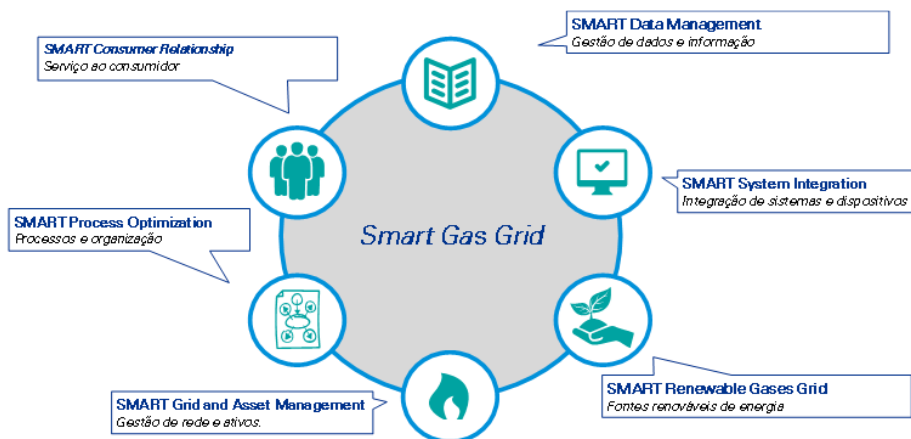 SMART Data Management
Gestão de dados e informação
SMART Consumer Relationship
Serviço ao consumidor
SMART System Integration
Integração de sistemas e dispositivos
SMART Process Optimization
Processos e organização
Smart Gas Grid
SMART Renewable Gases Grid
Fontes renováveis de energia
SMART Grid and Asset Management
Gestão de rede e ativos.